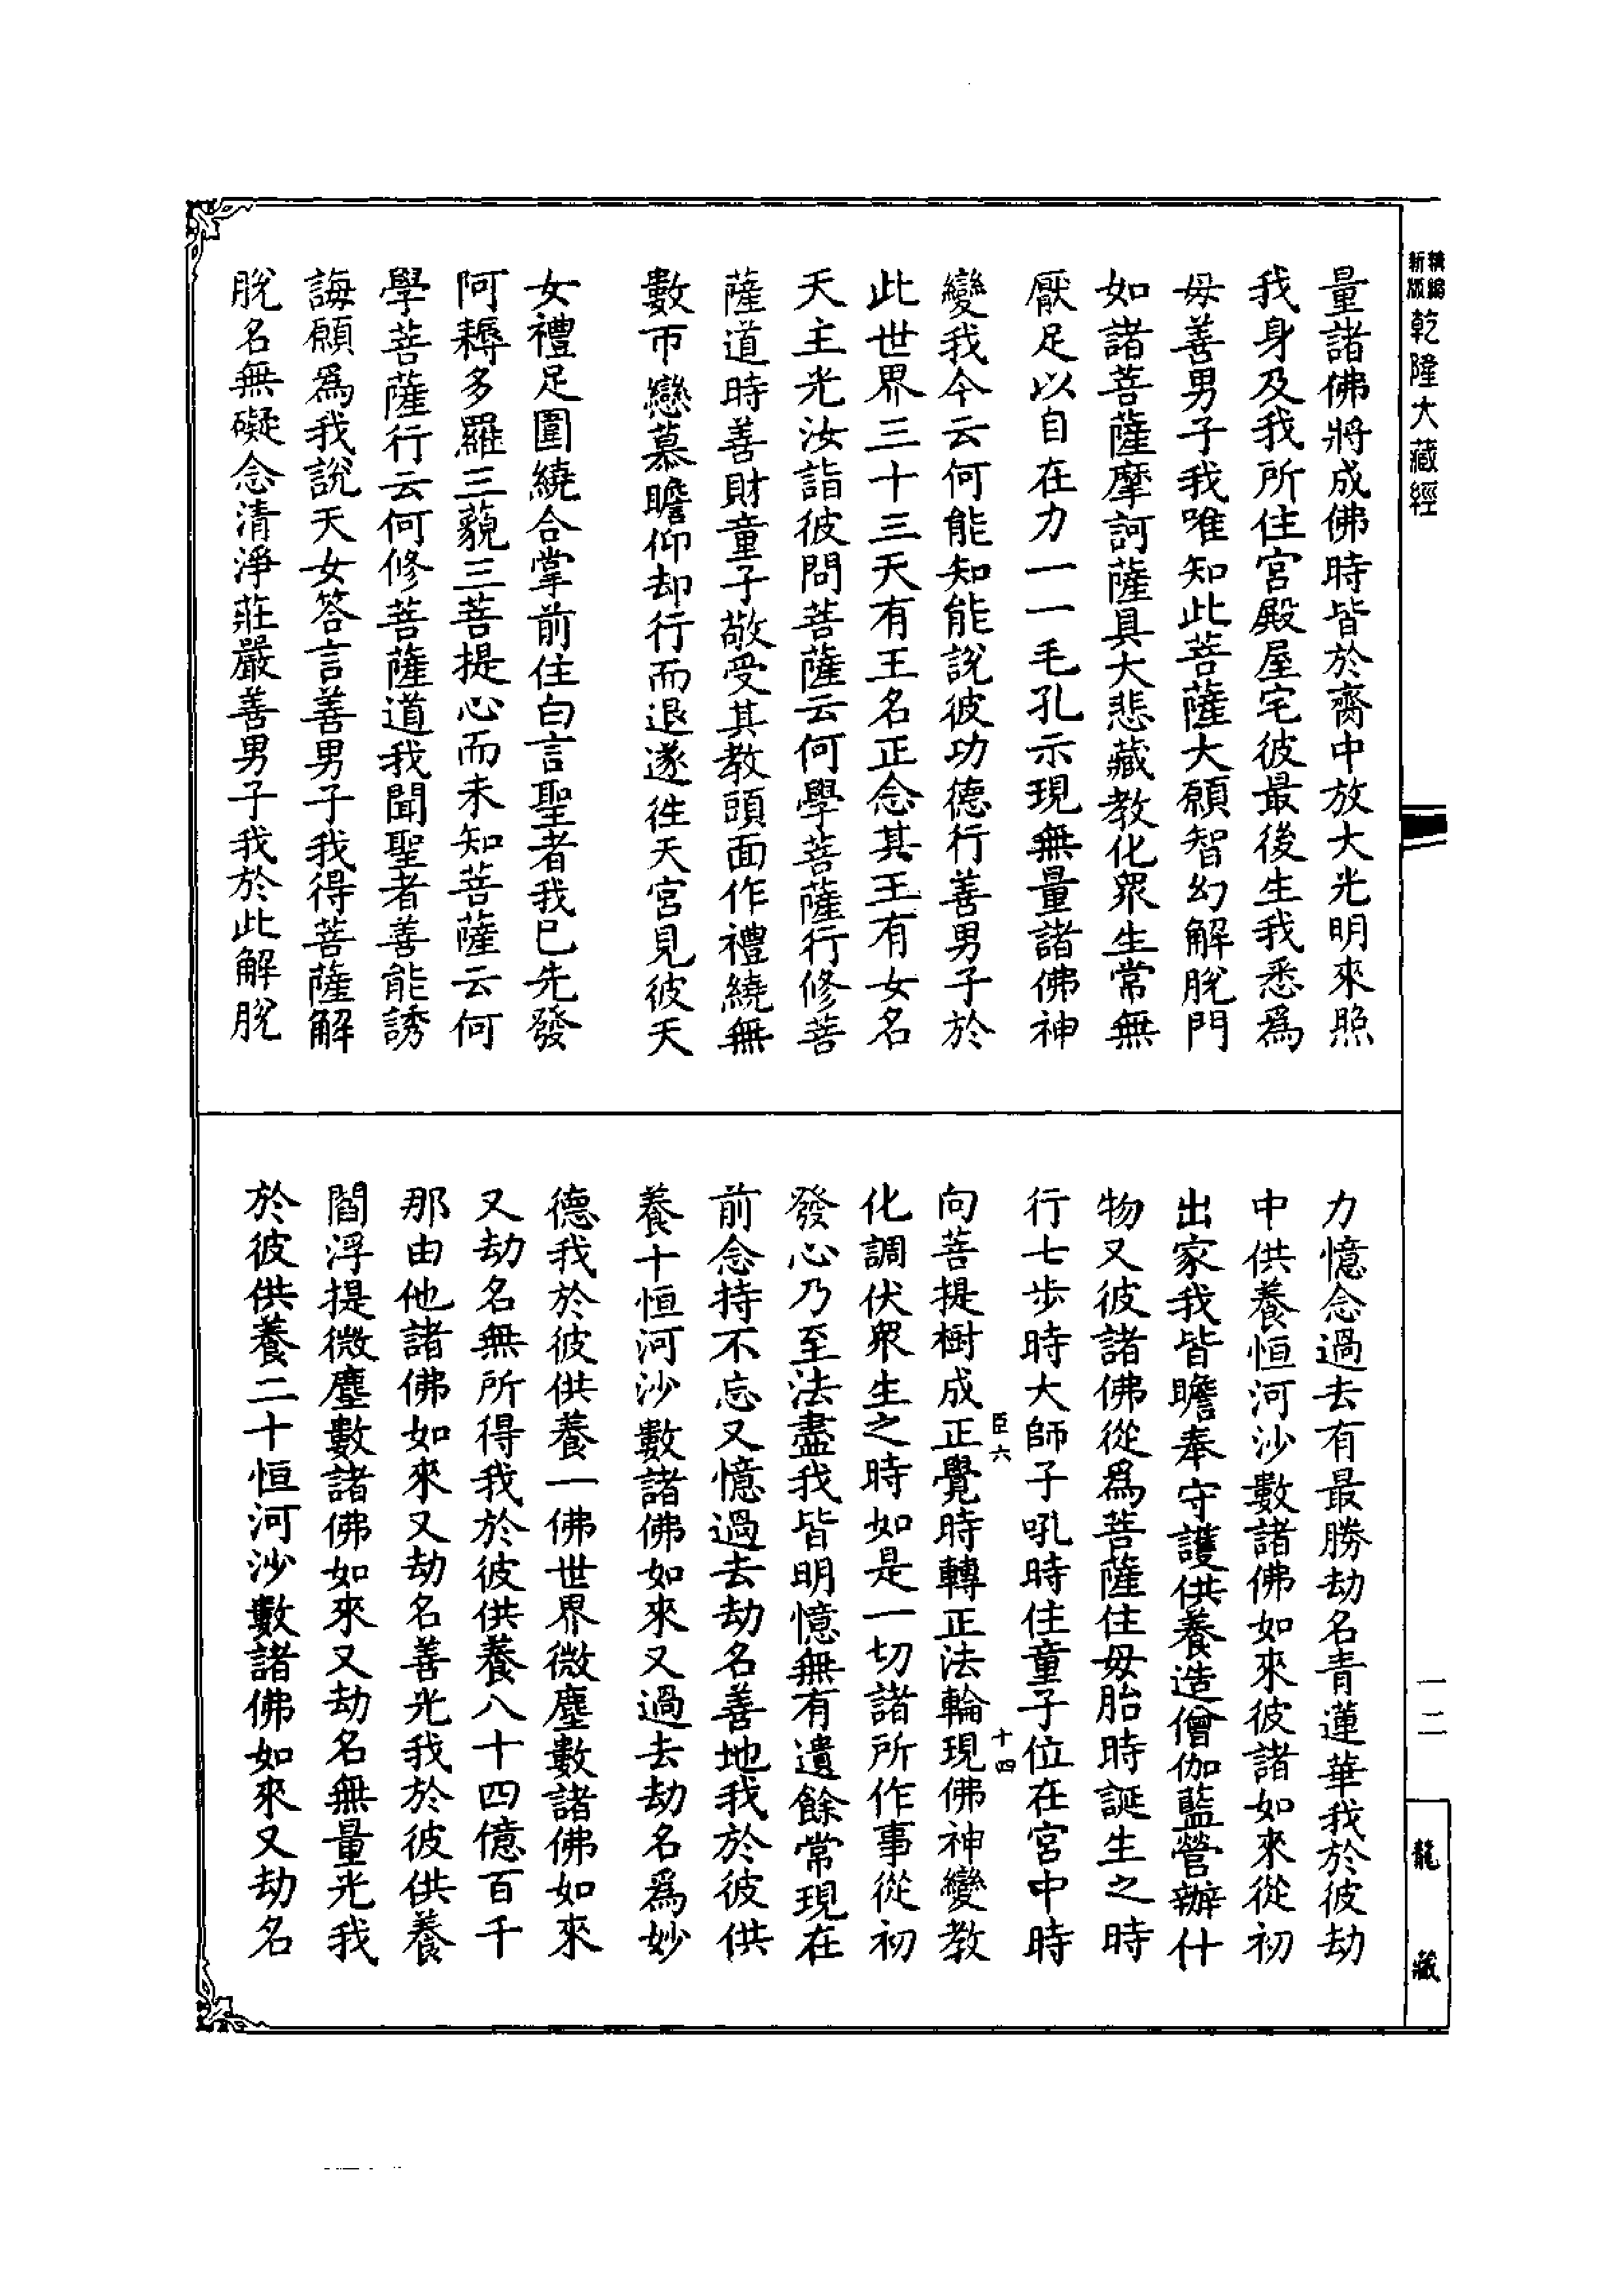 精編
新版
乾隆大藏經
量諸佛將成佛時皆於齊中放大光明來照
我身及我所住宮殿屋宅彼最後生我悉爲
母善男子我唯知此菩薩大願智幻解脫門
如諸菩薩摩訶薩具大悲藏教化眾生常無
厭足以自在力一一毛孔示現無量諸佛神
變我今云何能知能說彼功德行善男子於
此世界三十三天有王名正念其王有女名
天主光汝詣彼問菩薩云何學菩薩行修菩
薩道時善財童子敬受其教頭面作禮繞無
數帀戀慕瞻仰却行而退遂徃天宮見彼天
女禮足圍繞合掌前住白言聖者我已先發
阿耨多羅三藐三菩提心而未知菩薩云何
學菩薩行云何修菩薩道我聞聖者善能誘
誨願爲我說天女答言善男子我得菩薩解
脫名無礙念清淨莊嚴善男子我於此解脫
力憶念過去有最勝劫名青蓮華我於彼劫
中供養恒河沙數諸佛如來彼諸如來從初
出家我皆瞻奉守護供養造僧伽藍營辦什
物又彼諸佛從爲菩薩住母胎時誕生之時
行七步時大師子吼時住童子位在宮中時
向菩提樹成正覺時轉正法輪現佛神變教
臣六
十四
化調伏眾生之時如是一切諸所作事從初
發心乃至法盡我皆明憶無有遺餘常現在
前念持不忘又憶過去劫名善地我於彼供
養十恒河沙數諸佛如來又過去劫名爲妙
德我於彼供養一佛世界微塵數諸佛如來
又劫名無所得我於彼供養八十四億百千
那由他諸佛如來又劫名善光我於彼供養
閻浮提微塵數諸佛如來又劫名無量光我
於彼供養二十恒河沙數諸佛如來又劫名
一二
龍藏